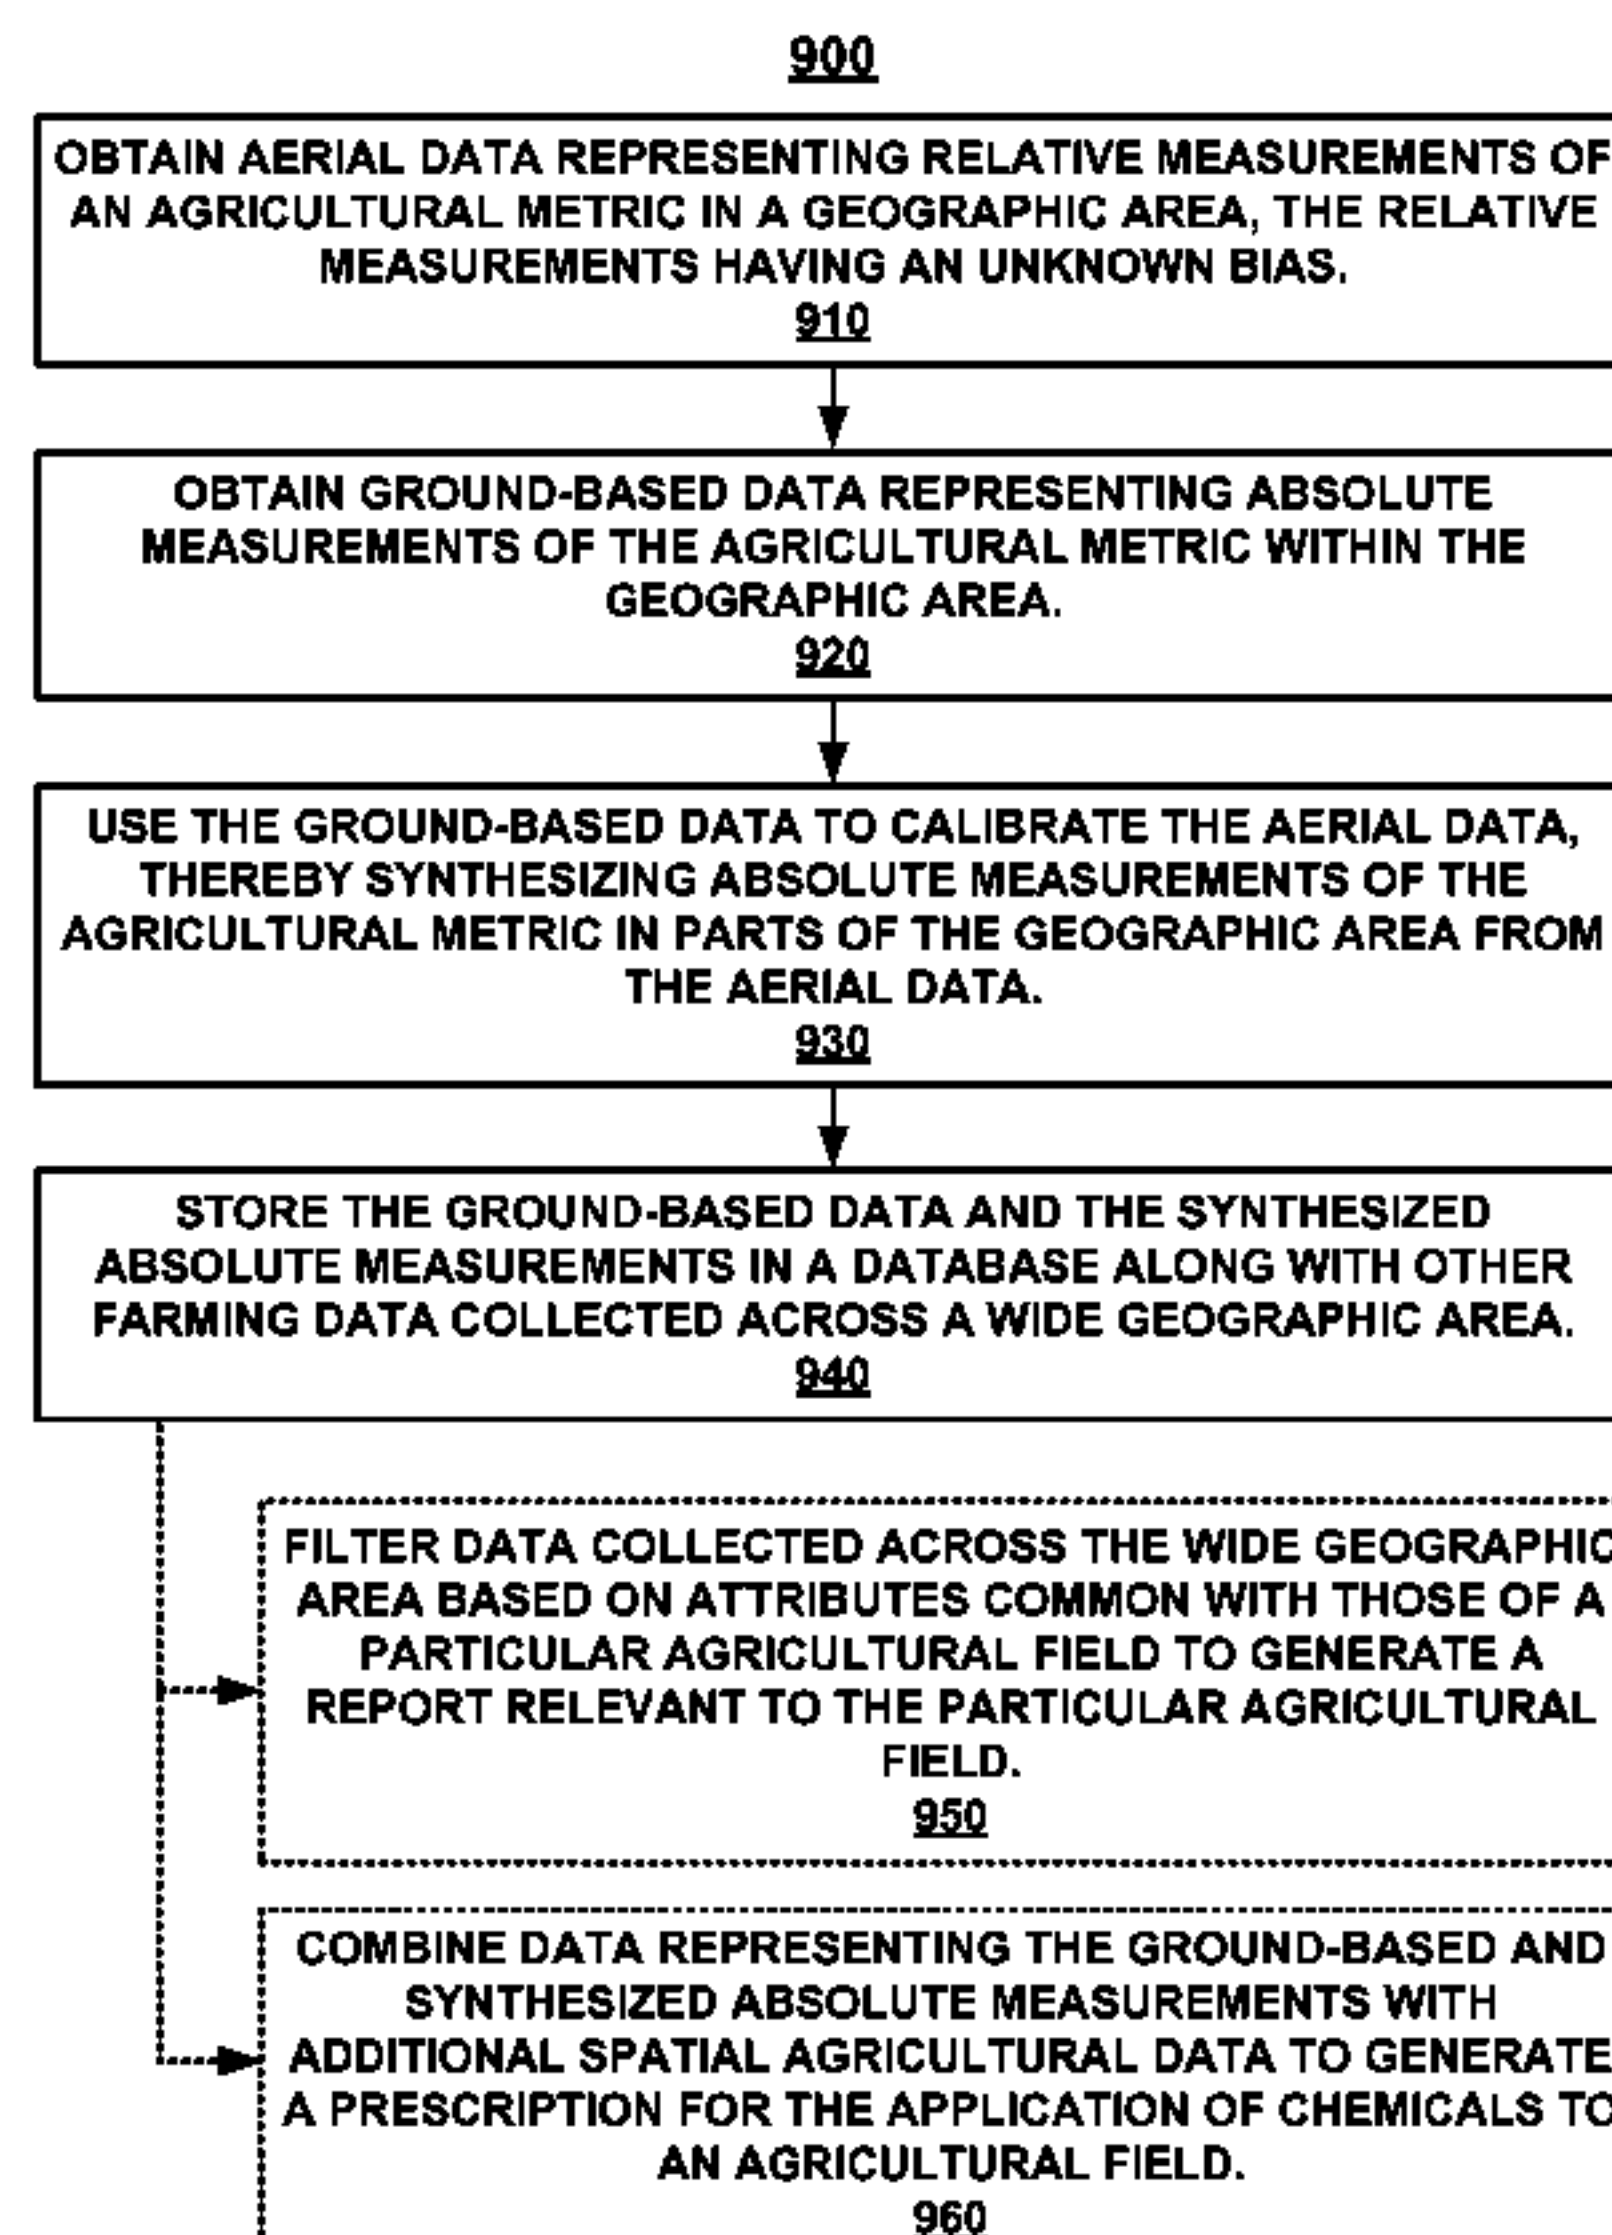 900
OBTAIN AERIAL DATA REPRESENTING RELATIVE MEASUREMENTS OF
AN AGRICULTURAL METRIC IN A GEOGRAPHIC AREA, THE RELATIVE
MEASUREMENTS HAVING AN UNKNOWN BIAS.
910
OBTAIN GROUND-BASED DATA REPRESENTING ABSOLUTE
MEASUREMENTS OF THE AGRICULTURAL METRIC WITHIN THE
GEOGRAPHIC AREA.
920
USE THE GROUND-BASED DATA TO CALIBRATE THE AERIAL DATA,
THEREBY SYNTHESIZING ABSOLUTE MEASUREMENTS OF THE
AGRICULTURAL METRIC IN PARTS OF THE GEOGRAPHIC AREA FROM
THE AERIAL DATA.
930
STORE THE GROUND-BASED DATA AND THE SYNTHESIZED
ABSOLUTE MEASUREMENTS IN A DATABASE ALONG WITH OTHER
FARMING DATA COLLECTED ACROSS A WIDE GEOGRAPHIC AREA.
940
FILTER DATA COLLECTED ACROSS THE WIDE GEOGRAPHIC
AREA BASED ON ATTRIBUTES COMMON WITH THOSE OF A
PARTICULAR AGRICULTURAL FIELD TO GENERATE A
REPORT RELEVANT TO THE PARTICULAR AGRICULTURAL
FIELD.
950
COMBINE DATA REPRESENTING THE GROUND-BASED AND
SYNTHESIZED ABSOLUTE MEASUREMENTS WITH
ADDITIONAL SPATIAL AGRICULTURAL DATA TO GENERATE
A PRESCRIPTION FOR THE APPLICATION OF CHEMICALS TO
AN AGRICULTURAL FIELD.
960